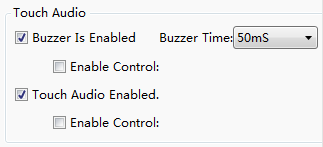 Touch Audio
Buzzer Is Enabled Buzzer Time: 50mS
Enable Control:
Touch Audio Enabled.
Enable Control: